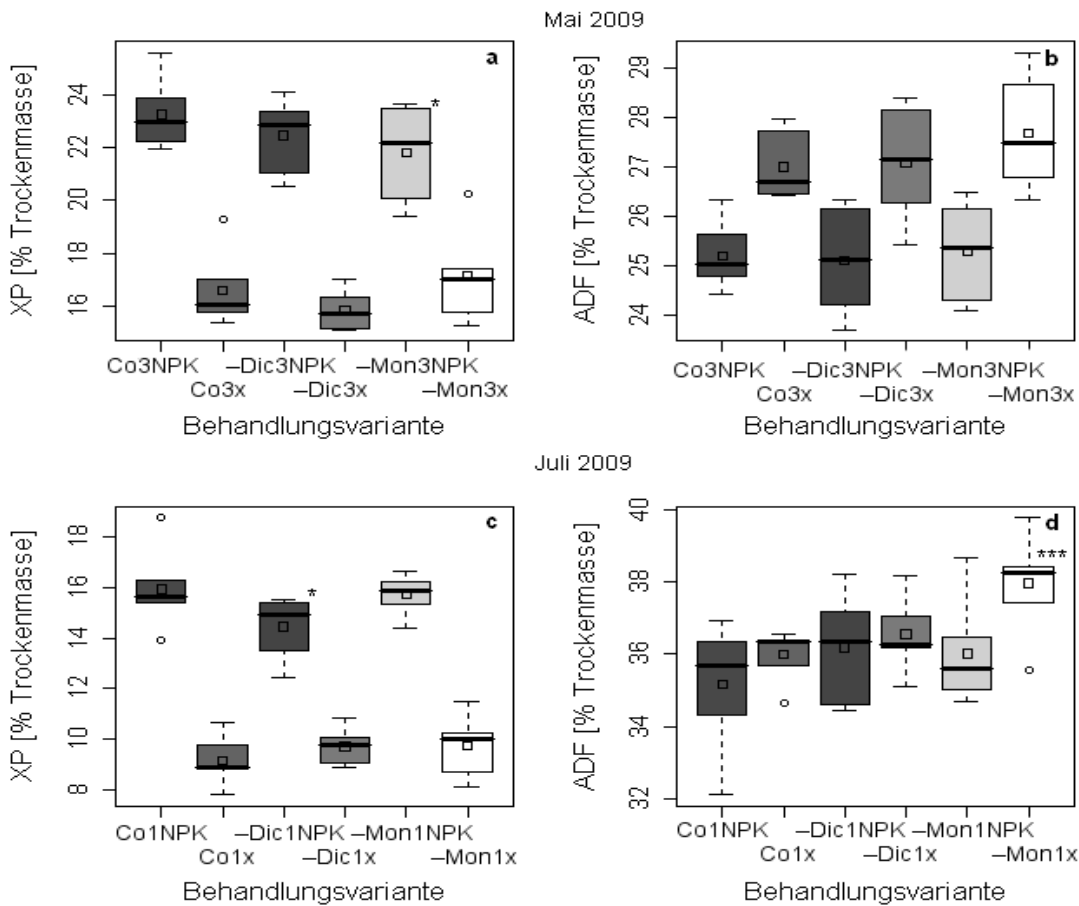 Mai 2009
a
XP [% Trockenmasse]
16 18 20 22 24
Co3NPK –Dic3NPK –Mon3NPK
Co3x –Dic3x –Mon3x
*
Behandlungsvariante
b
ADF [% Trockenmasse]
24 25 26 27 28 29
Co3NPK –Dic3NPK –Mon3NPK
Co3x –Dic3x –Mon3x
Behandlungsvariante
Juli 2009
c
XP [% Trockenmasse]
8 10 12 14 16 18
*
Co1NPK –Dic1NPK –Mon1NPK
Co1x –Dic1x –Mon1x
Behandlungsvariante
d
ADF [% Trockenmasse]
32 34 36 38 40
***
Co1NPK –Dic1NPK –Mon1NPK
Co1x –Dic1x –Mon1x
Behandlungsvariante